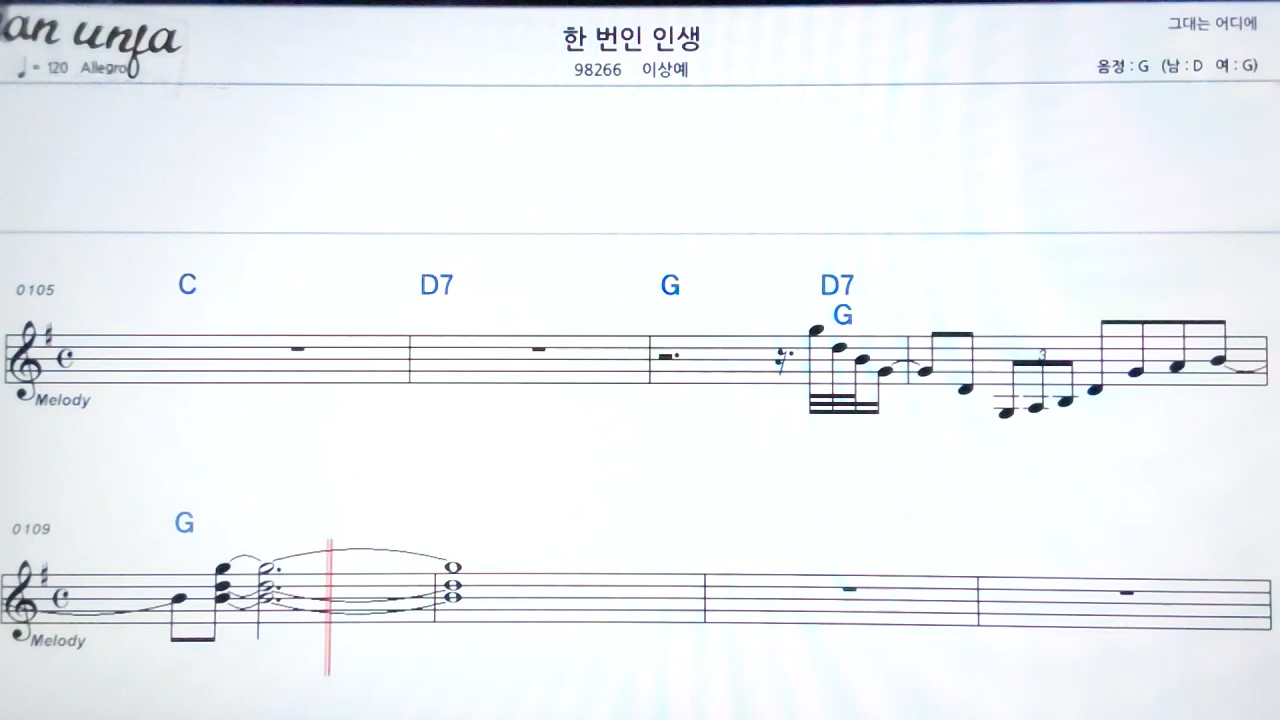 an unfa
♩= 120 Allegro
한 번인 인생
98266 이상예
그대는 어디에
음정 : G (남 : D 여 : G)
0105 C D7 G D7
G
3
Melody
0109 G
Melody